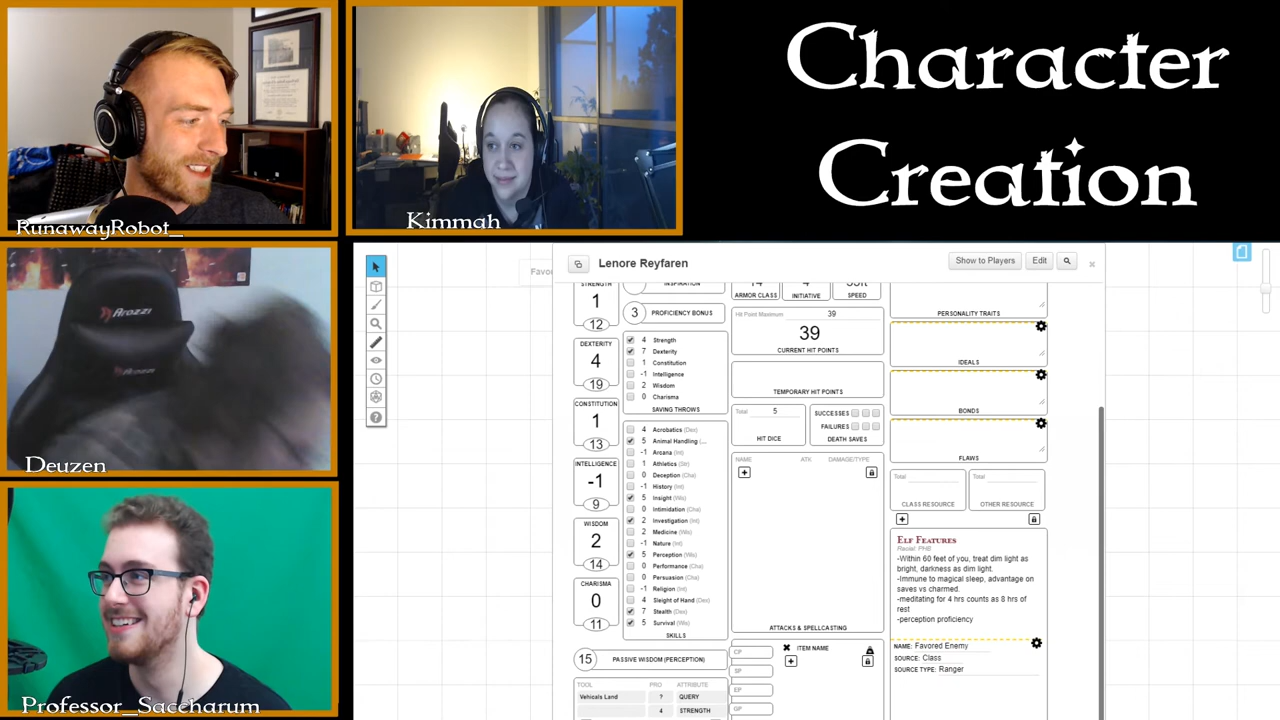 Character
Creation
RunawayRobot_
Kimmah
Arozzi
Arozzi
Deuzen
Professor_Saccharum
Lenore Reyfaren
Show to Players
Edit
STRENGTH
1
12
DEXTERITY
4
19
CONSTITUTION
1
13
INTELLIGENCE
-1
9
WISDOM
2
14
CHARISMA
0
11
INSPIRATION
3 PROFICIENCY BONUS
4 Strength
7 Dexterity
1 Constitution
-1 Intelligence
2 Wisdom
0 Charisma
SAVING THROWS
4 Acrobatics (Dex)
5 Animal Handling (...
-1 Arcana (Int)
1 Athletics (Str)
0 Deception (Cha)
-1 History (Int)
5 Insight (Wis)
0 Intimidation (Cha)
2 Investigation (Int)
2 Medicine (Wis)
-1 Nature (Int)
5 Perception (Wis)
0 Performance (Cha)
0 Persuasion (Cha)
-1 Religion (Int)
4 Sleight of Hand (Dex)
7 Stealth (Dex)
5 Survival (Wis)
SKILLS
15 PASSIVE WISDOM (PERCEPTION)
TOOL PRO ATTRIBUTE
Vehicals Land ? QUERY
4 STRENGTH
ARMOR CLASS INITIATIVE SPEED
Hit Point Maximum 39
39
CURRENT HIT POINTS
TEMPORARY HIT POINTS
Total 5
HIT DICE
SUCCESSES
FAILURES
DEATH SAVES
NAME ATK DAMAGE/TYPE
ATTACKS & SPELLCASTING
CP
SP
EP
GP
ITEM NAME
PERSONALITY TRAITS
IDEALS
BONDS
FLAWS
Total
CLASS RESOURCE
Total
OTHER RESOURCE
ELF FEATURES
Racial: PHB
-Within 60 feet of you, treat dim light as
bright, darkness as dim light.
-Immune to magical sleep, advantage on
saves vs charmed.
-meditating for 4 hrs counts as 8 hrs of
rest
-perception proficiency
NAME: Favored Enemy
SOURCE: Class
SOURCE TYPE: Ranger